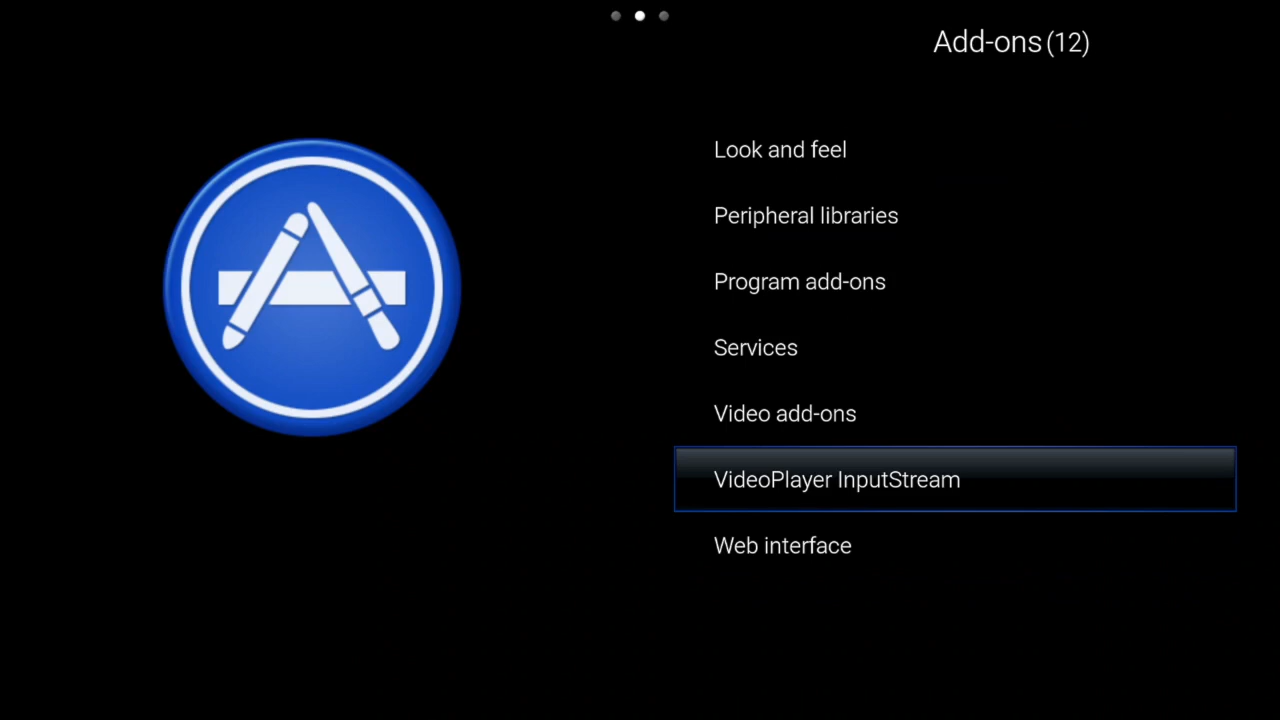 Add-ons (12)
Look and feel
Peripheral libraries
Program add-ons
Services
Video add-ons
VideoPlayer InputStream
Web interface